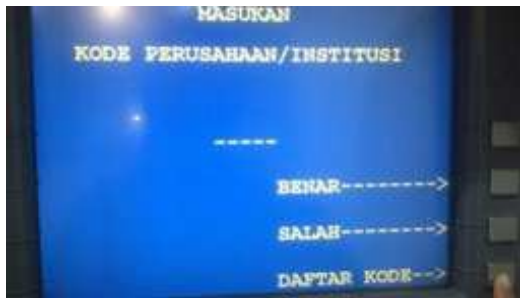 MASUKAN
KODE PERUSAHAAN/INSTITUSI
-----
BENAR-------->
SALAH-------->
DAFTAR KODE-->